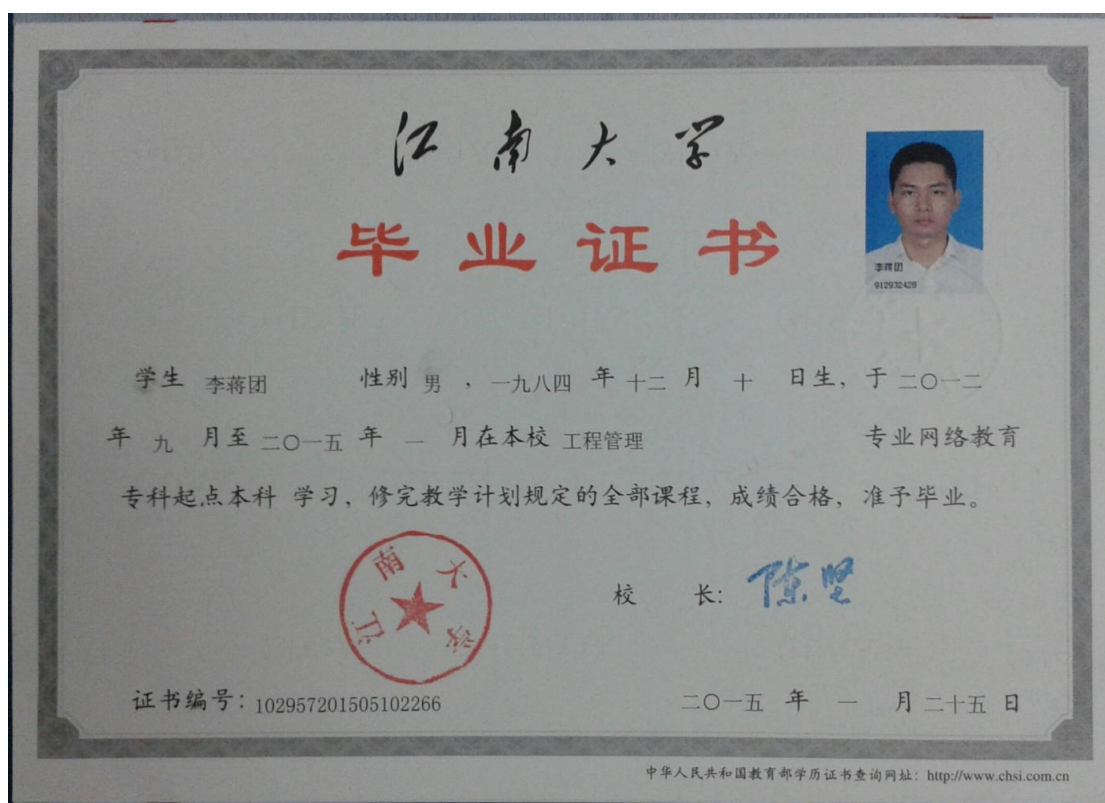 江南大学
毕业证书
李蒋团
912932428
学生 李蒋团 性别 男 ，一九八四 年 十二 月 十 日生，于 二〇一二
年 九 月至 二〇一五 年 一 月在本校 工程管理 专业网络教育
专科起点本科 学习，修完教学计划规定的全部课程，成绩合格，准予毕业。
江南大学
校 长：陈坚
证书编号：102957201505102266
二〇一五 年 一 月 二十五 日
中华人民共和国教育部学历证书查询网址：http://www.chsi.com.cn